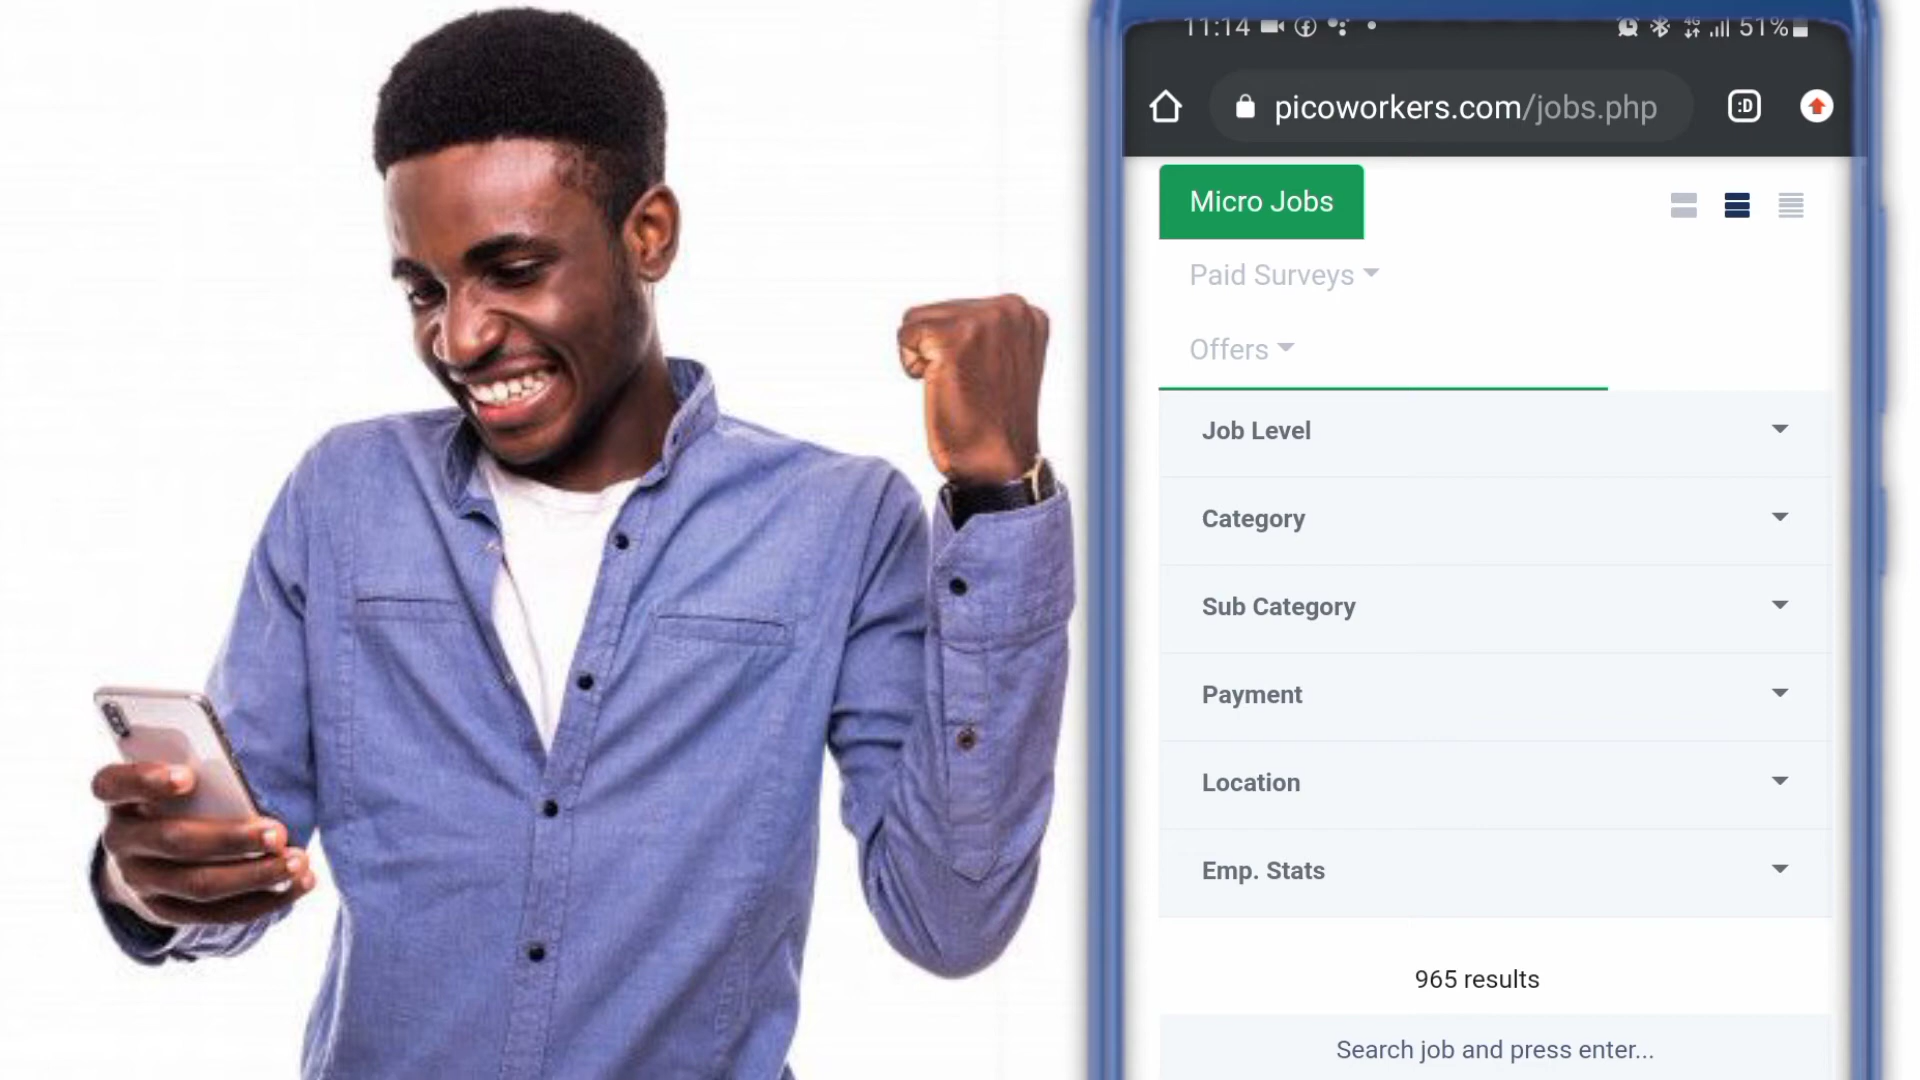 11:14 4G 51%
picoworkers.com/jobs.php :D
Micro Jobs
Paid Surveys
Offers
Job Level
Category
Sub Category
Payment
Location
Emp. Stats
965 results
Search job and press enter...